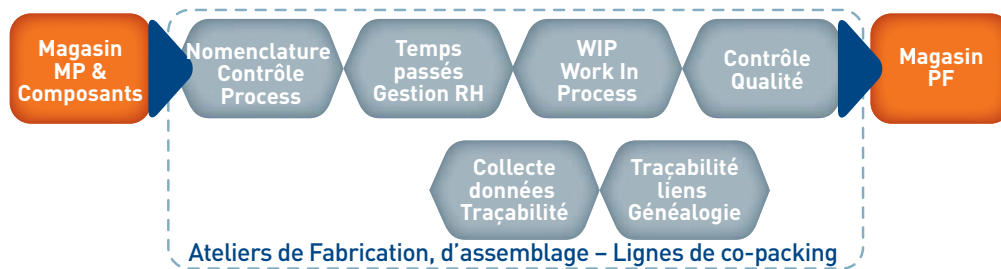 Magasin
MP &
Composants
Nomenclature
Contrôle
Process
Temps
passés
Gestion RH
WIP
Work In
Process
Contrôle
Qualité
Magasin
PF
Collecte
données
Traçabilité
Traçabilité
liens
Généalogie
Ateliers de Fabrication, d’assemblage – Lignes de co-packing